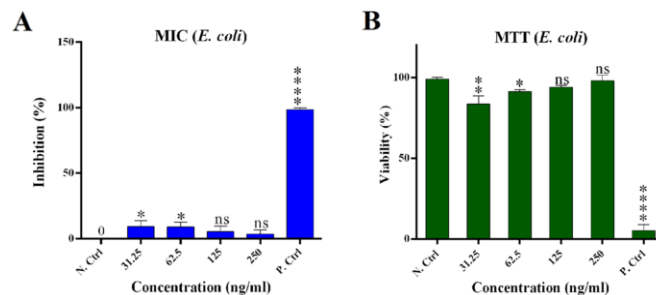 A
MIC (E. coli)
Inhibition (%)
150
100
50
0
0
*
*
ns
ns
****
N. Ctrl
31.25
62.5
125
250
P. Ctrl
Concentration (ng/ml)
B
MTT (E. coli)
Viability (%)
100
50
0
**
*
ns
ns
****
N. Ctrl
31.25
62.5
125
250
P. Ctrl
Concentration (ng/ml)